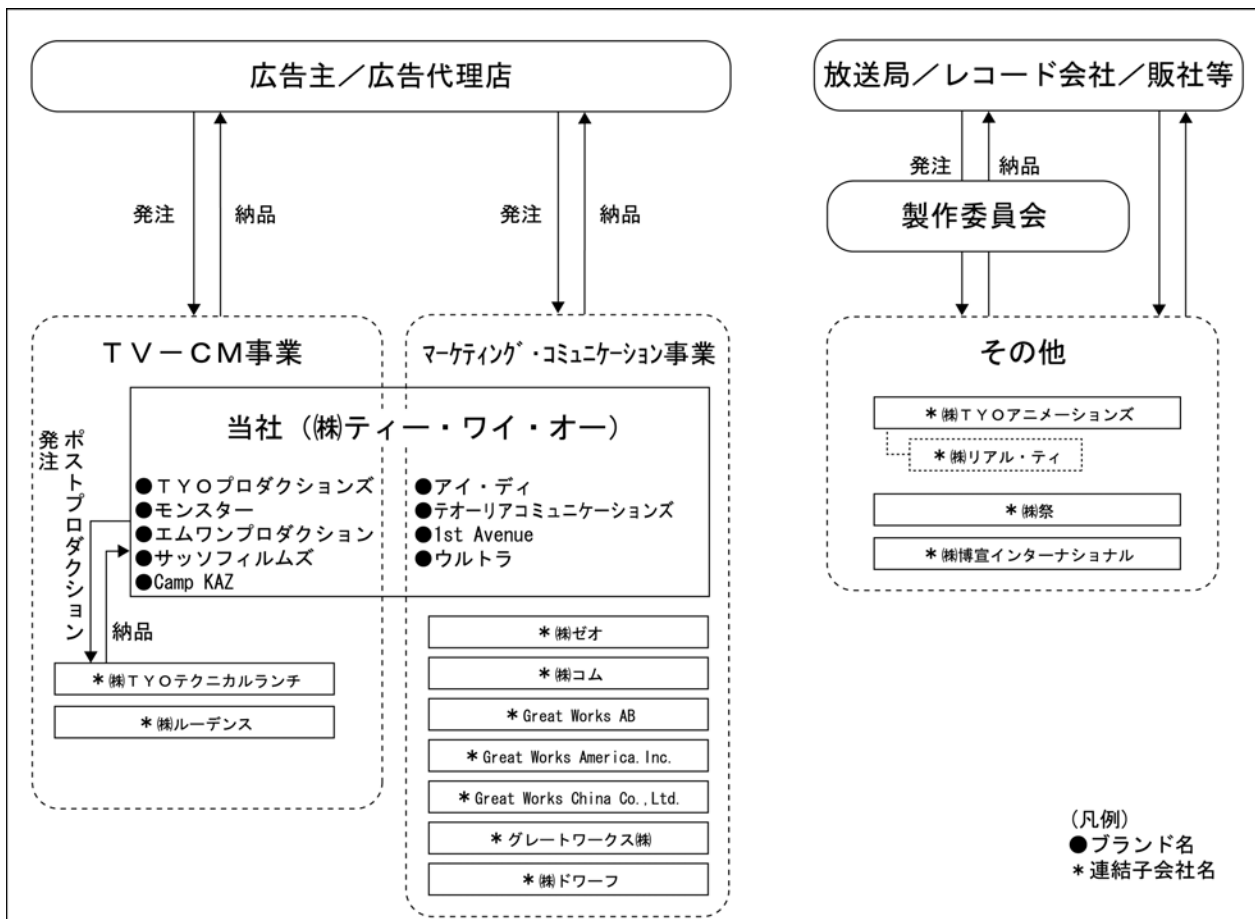 広告主／広告代理店
発注
納品
発注
納品
ＴＶ－ＣＭ事業
マーケティング・コミュニケーション事業
当社（㈱ティー・ワイ・オー）
●ＴＹＯプロダクションズ
●モンスター
●エムワンプロダクション
●サッソフィルムズ
●Camp KAZ
●アイ・ディ
●テオーリアコミュニケーションズ
●1st Avenue
●ウルトラ
ポストプロダクション
発注
納品
＊㈱ＴＹＯテクニカルランチ
＊㈱ルーデンス
＊㈱ゼオ
＊㈱コム
＊Great Works AB
＊Great Works America.Inc.
＊Great Works China Co.,Ltd.
＊グレートワークス㈱
＊㈱ドワーフ
放送局／レコード会社／販社等
発注
納品
製作委員会
その他
＊㈱ＴＹＯアニメーションズ
＊㈱リアル・ティ
＊㈱祭
＊㈱博宣インターナショナル
(凡例)
●ブランド名
＊連結子会社名